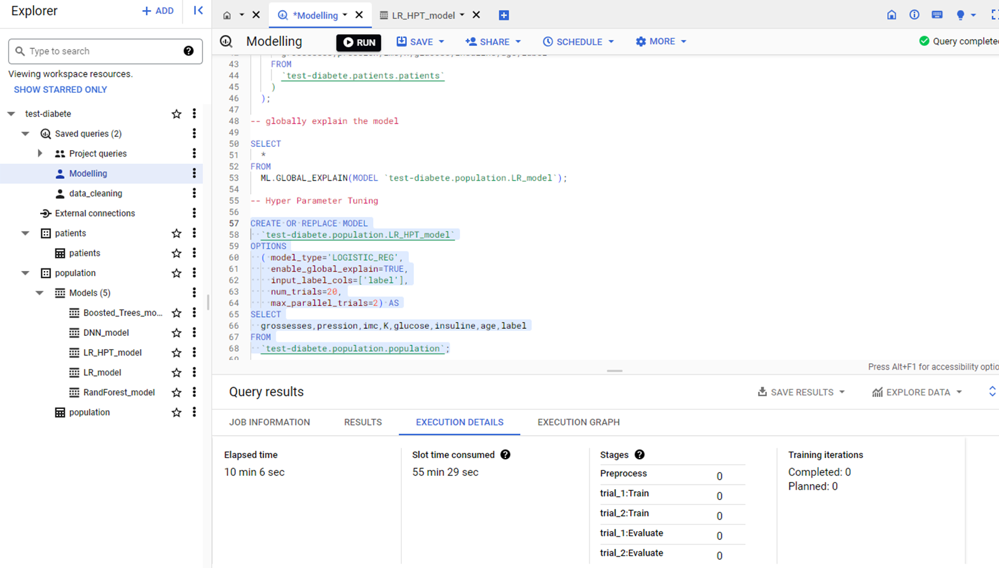 Explorer
+ ADD
Type to search
Viewing workspace resources.
SHOW STARRED ONLY
test-diabete
Saved queries (2)
Project queries
Modelling
data_cleaning
External connections
patients
patients
population
Models (5)
Boosted_Trees_mo...
DNN_model
LR_HPT_model
LR_model
RandForest_model
population
*Modelling
LR_HPT_model
Modelling
RUN
SAVE
SHARE
SCHEDULE
MORE
Query completed
43 FROM
44 `test-diabete.patients.patients`
45 )
46 );
47
48 -- globally explain the model
49
50 SELECT
51 *
52 FROM
53 ML.GLOBAL_EXPLAIN(MODEL `test-diabete.population.LR_model`);
54
55 -- Hyper Parameter Tuning
56
57 CREATE OR REPLACE MODEL
58 `test-diabete.population.LR_HPT_model`
59 OPTIONS
60 ( model_type='LOGISTIC_REG',
61 enable_global_explain=TRUE,
62 input_label_cols=['label'],
63 num_trials=20,
64 max_parallel_trials=2) AS
65 SELECT
66 grossesses,pression,imc,K,glucose,insuline,age,label
67 FROM
68 `test-diabete.population.population`;
69
Press Alt+F1 for accessibility optio
Query results
SAVE RESULTS
EXPLORE DATA
JOB INFORMATION
RESULTS
EXECUTION DETAILS
EXECUTION GRAPH
Elapsed time
10 min 6 sec
Slot time consumed
55 min 29 sec
Stages
Preprocess 0
trial_1:Train 0
trial_2:Train 0
trial_1:Evaluate 0
trial_2:Evaluate 0
Training iterations
Completed: 0
Planned: 0